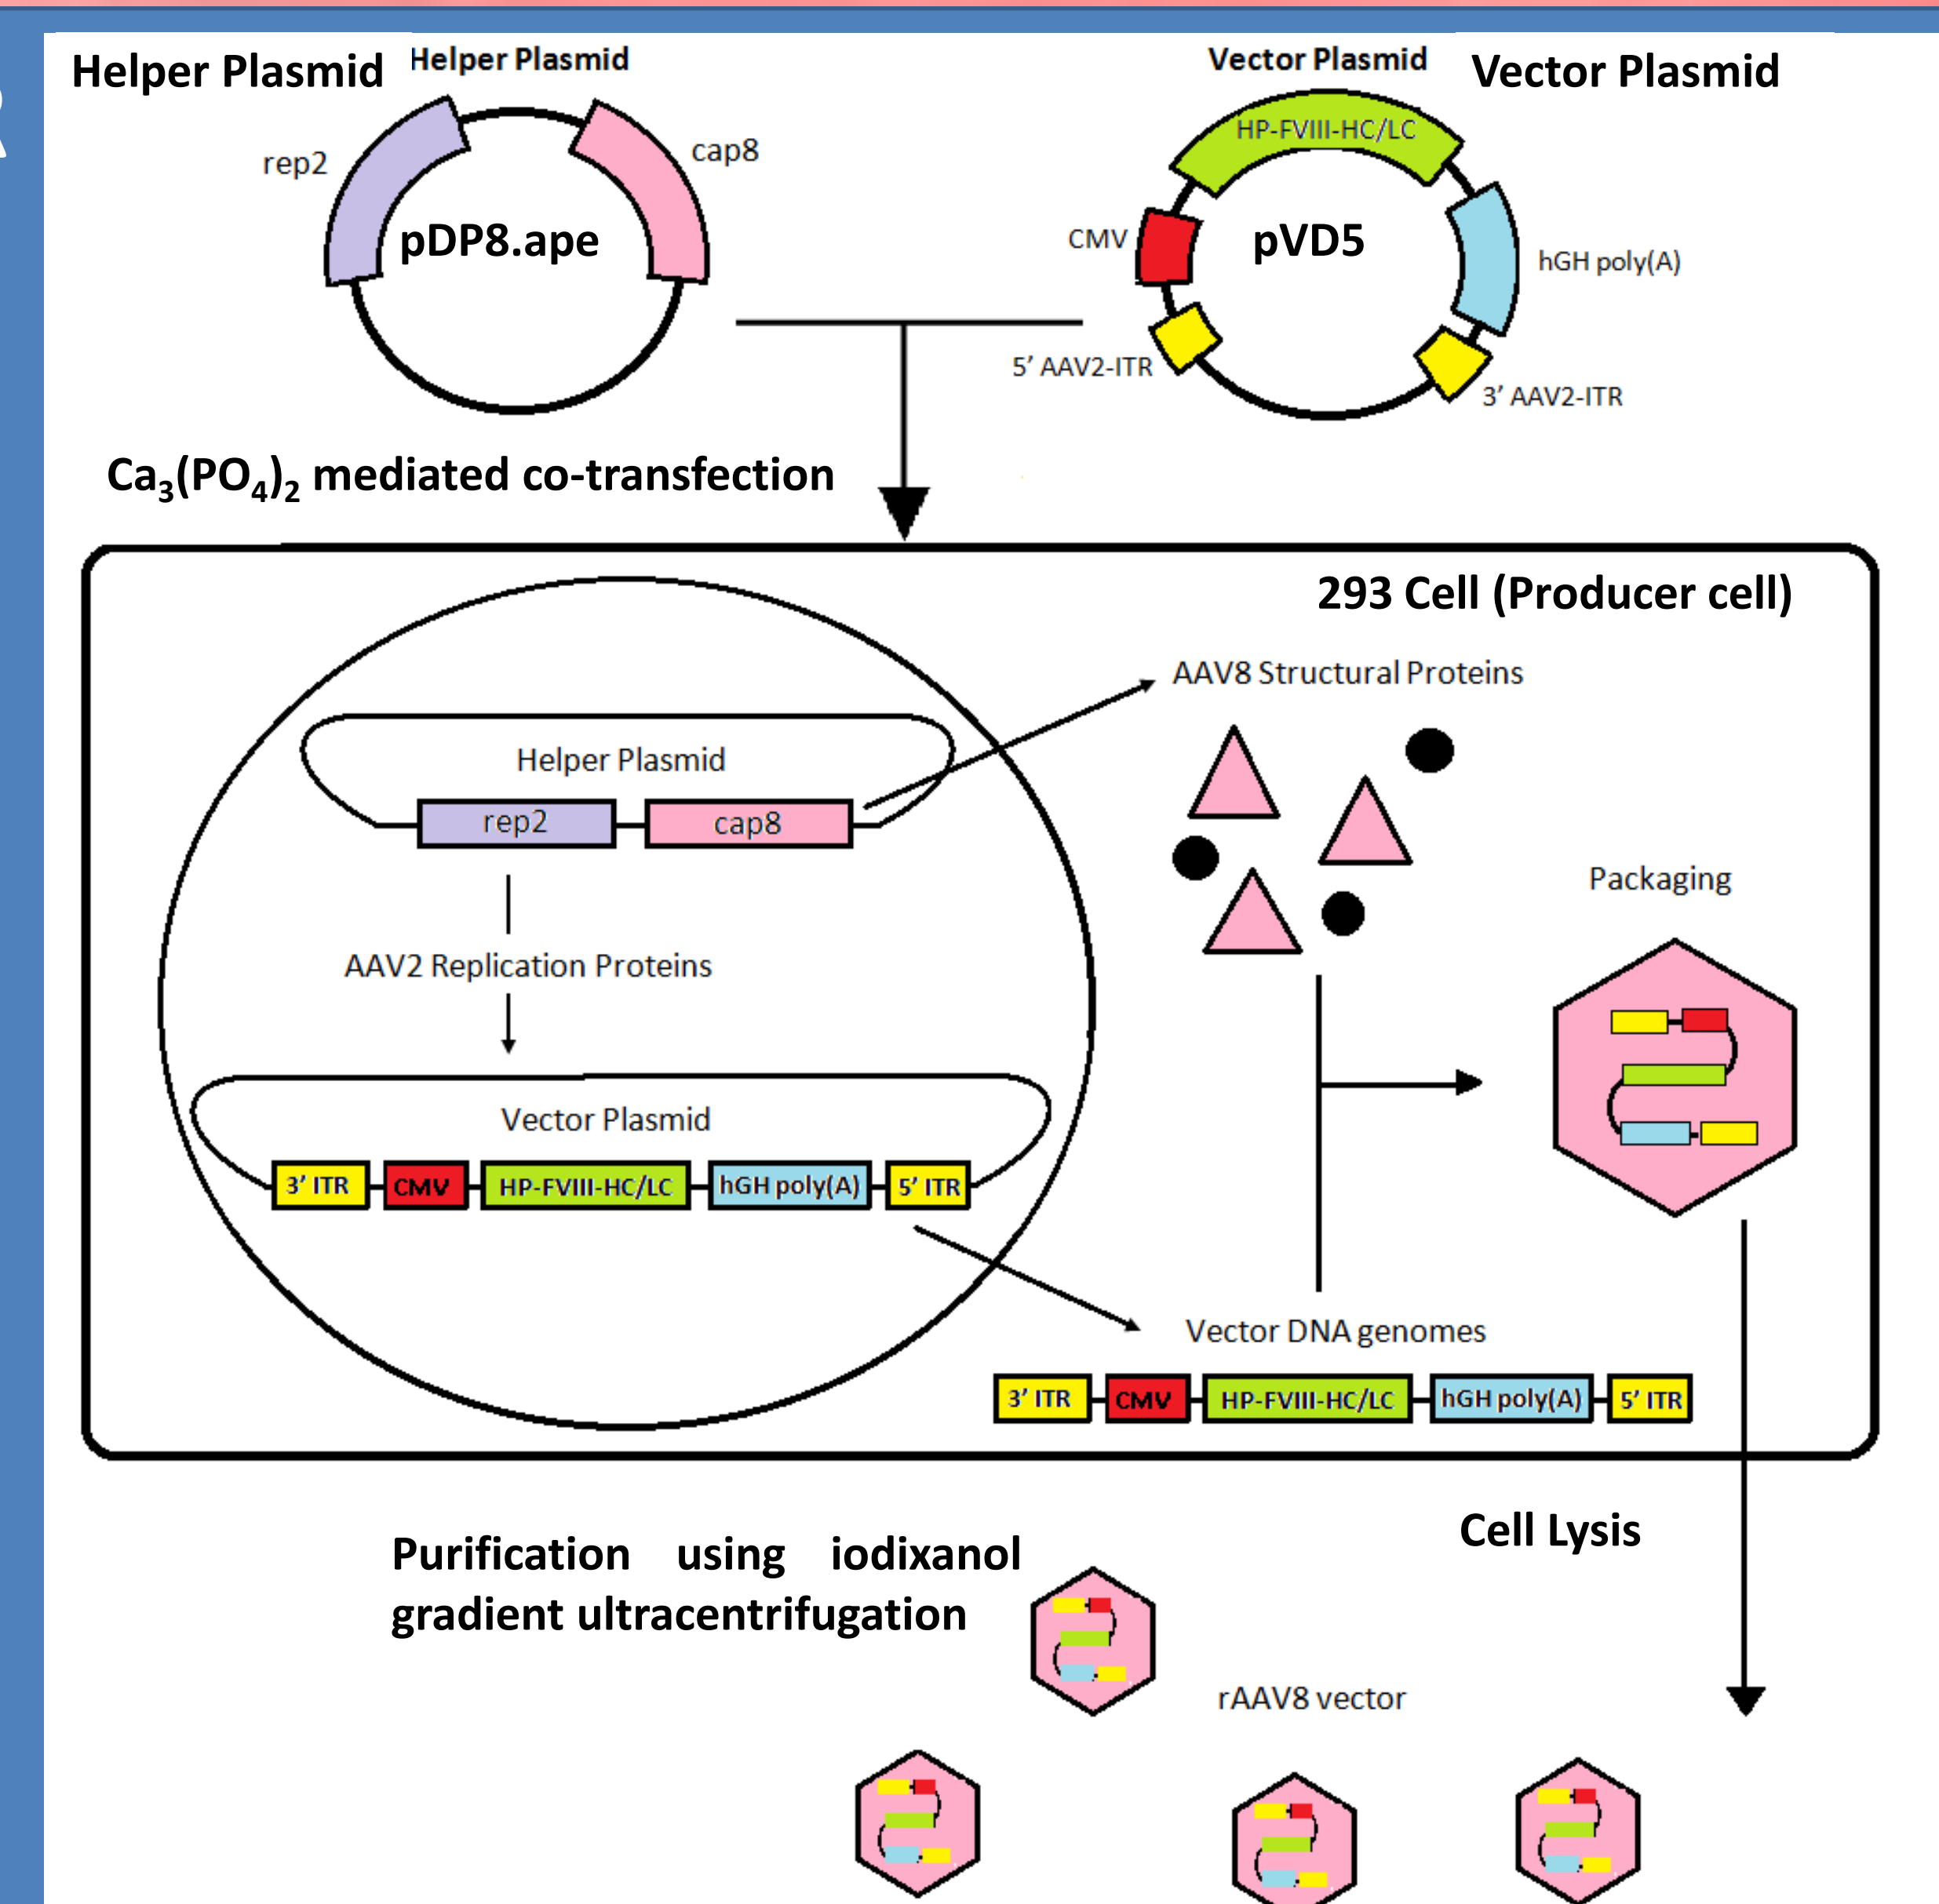 Helper Plasmid
Helper Plasmid
Vector Plasmid
Vector Plasmid
rep2
cap8
pDP8.ape
HP-FVIII-HC/LC
CMV
pVD5
hGH poly(A)
5’ AAV2-ITR
3’ AAV2-ITR
Ca3(PO4)2 mediated co-transfection
293 Cell (Producer cell)
AAV8 Structural Proteins
Helper Plasmid
rep2
cap8
Packaging
AAV2 Replication Proteins
Vector Plasmid
3’ ITR
CMV
HP-FVIII-HC/LC
hGH poly(A)
5’ ITR
Vector DNA genomes
3’ ITR
CMV
HP-FVIII-HC/LC
hGH poly(A)
5’ ITR
Cell Lysis
Purification using iodixanol
gradient ultracentrifugation
rAAV8 vector